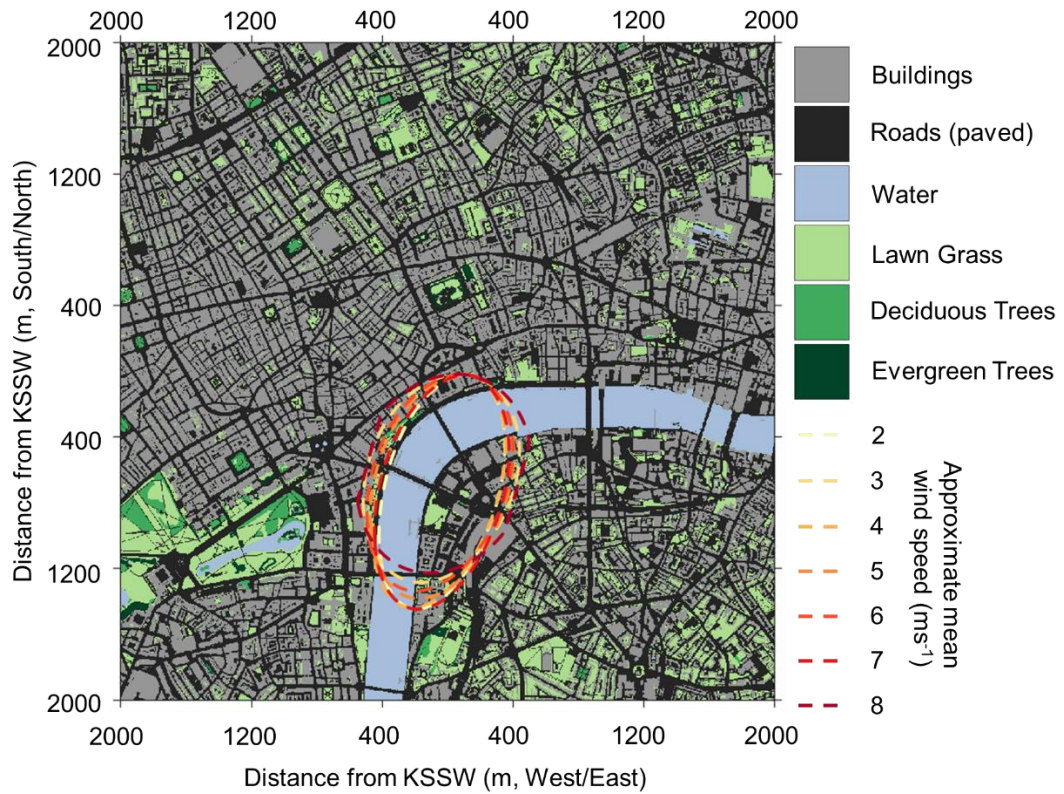 2000 1200 400 400 1200 2000
2000
1200
400
400
1200
2000
Distance from KSSW (m, South/North)
2000 1200 400 400 1200 2000
Distance from KSSW (m, West/East)
Buildings
Roads (paved)
Water
Lawn Grass
Deciduous Trees
Evergreen Trees
2
3
4
5
6
7
8
Approximate mean
wind speed (ms⁻¹)